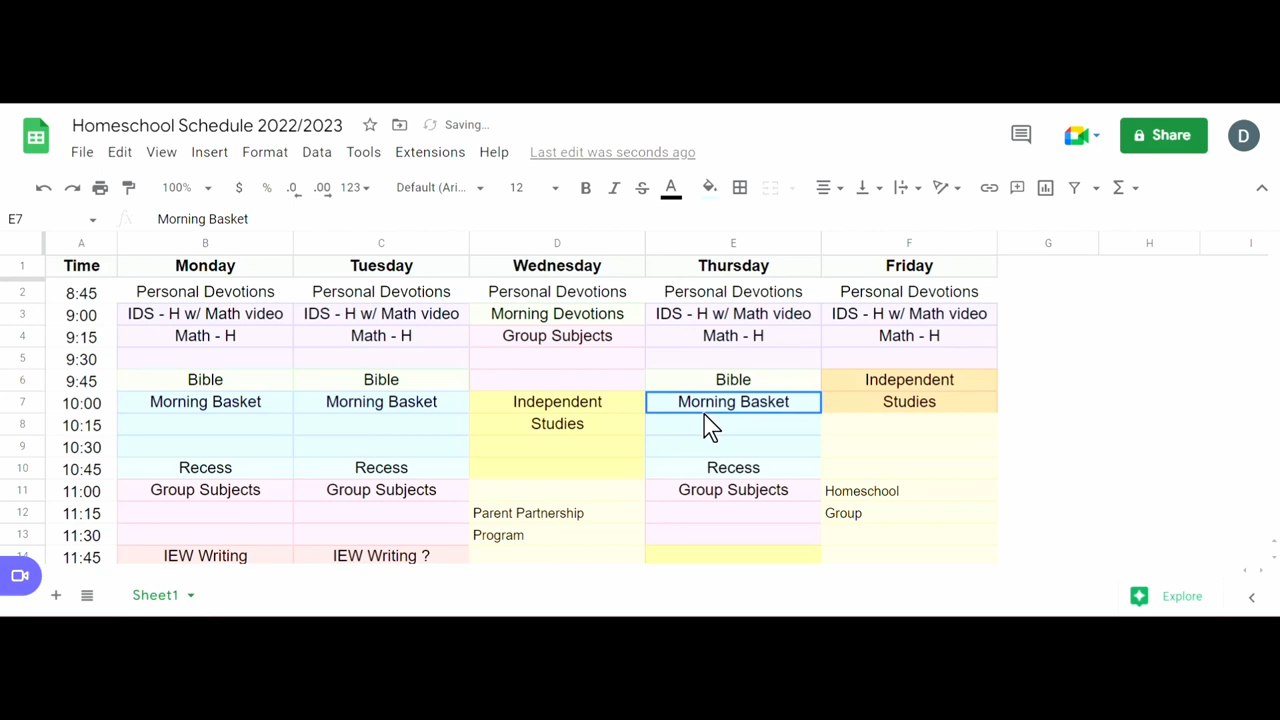 Homeschool Schedule 2022/2023 Saving...
File Edit View Insert Format Data Tools Extensions Help Last edit was seconds ago
Share D
100% $ % .0 .00 123 Default (Ari... 12 B I S A
E7 fx Morning Basket
A B C D E F G H I
1 Time Monday Tuesday Wednesday Thursday Friday
2 8:45 Personal Devotions Personal Devotions Personal Devotions Personal Devotions Personal Devotions
3 9:00 IDS - H w/ Math video IDS - H w/ Math video Morning Devotions IDS - H w/ Math video IDS - H w/ Math video
4 9:15 Math - H Math - H Group Subjects Math - H Math - H
5 9:30
6 9:45 Bible Bible Bible Independent
7 10:00 Morning Basket Morning Basket Independent Morning Basket Studies
8 10:15 Studies
9 10:30
10 10:45 Recess Recess Recess
11 11:00 Group Subjects Group Subjects Group Subjects Homeschool
12 11:15 Parent Partnership Group
13 11:30 Program
14 11:45 IEW Writing IEW Writing ?
Sheet1 Explore